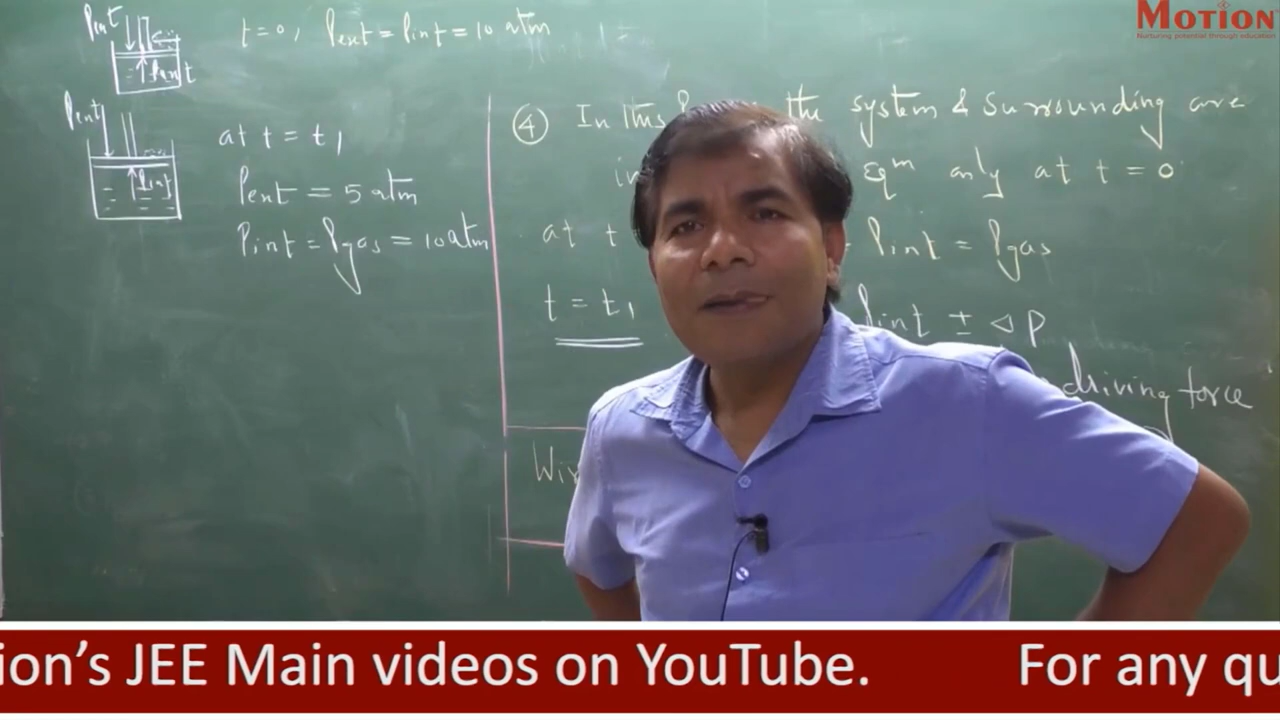 MOTION
Nurturing potential through education
Pext
t=0, Pext = Pint = 10 atm
Pint
Pext
at t = t1
Pint
Pext = 5 atm
Pint = Pgas = 10 atm
④ In this the system & Surrounding are
in Eqm only at t = 0
at t Pint = Pgas
t = t1 Pint ± ΔP
driving force
ion's JEE Main videos on YouTube. For any qu